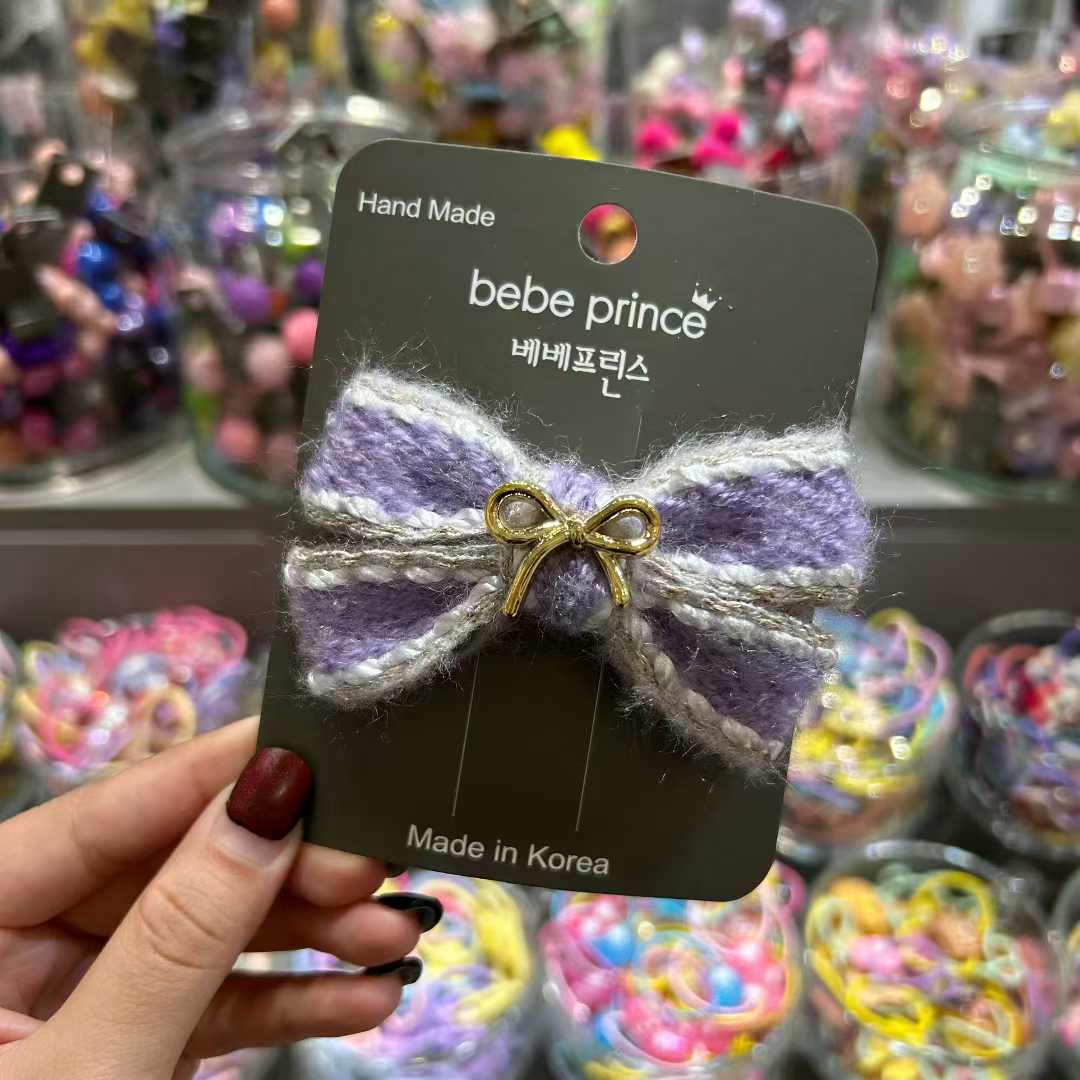 Hand Made
bebe prince
베베프린스
Made in Korea